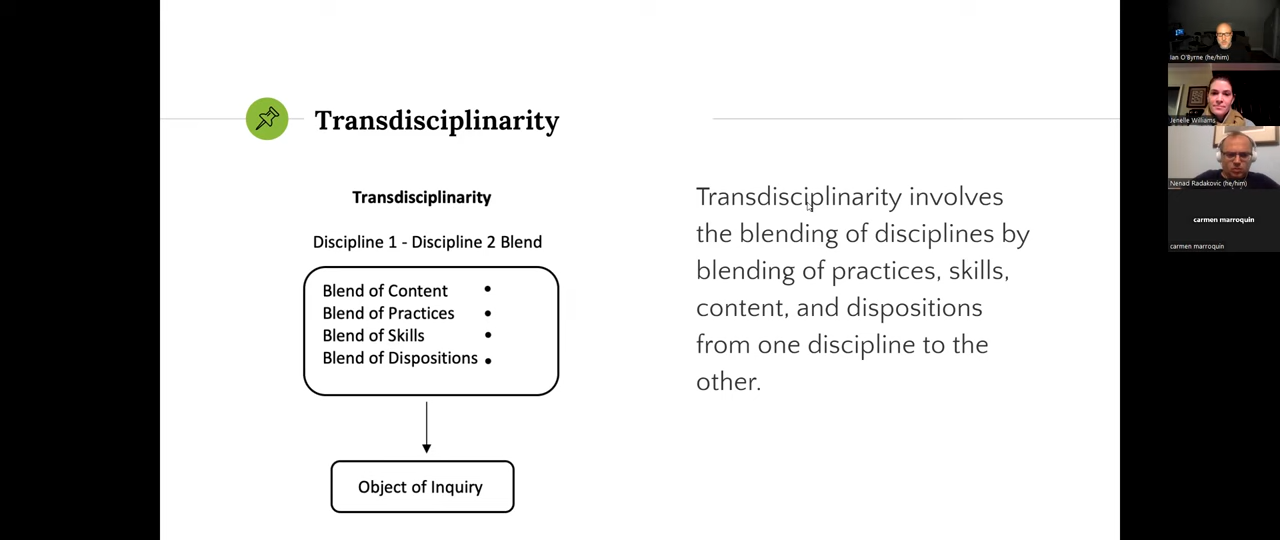 Transdisciplinarity
Transdisciplinarity
Discipline 1 - Discipline 2 Blend
Blend of Content •
Blend of Practices •
Blend of Skills •
Blend of Dispositions •
Object of Inquiry
Transdisciplinarity involves
the blending of disciplines by
blending of practices, skills,
content, and dispositions
from one discipline to the
other.
Ian O'Byrne (he/him)
Jenelle Williams
Nenad Radakovic (he/him)
carmen marroquin
carmen marroquin